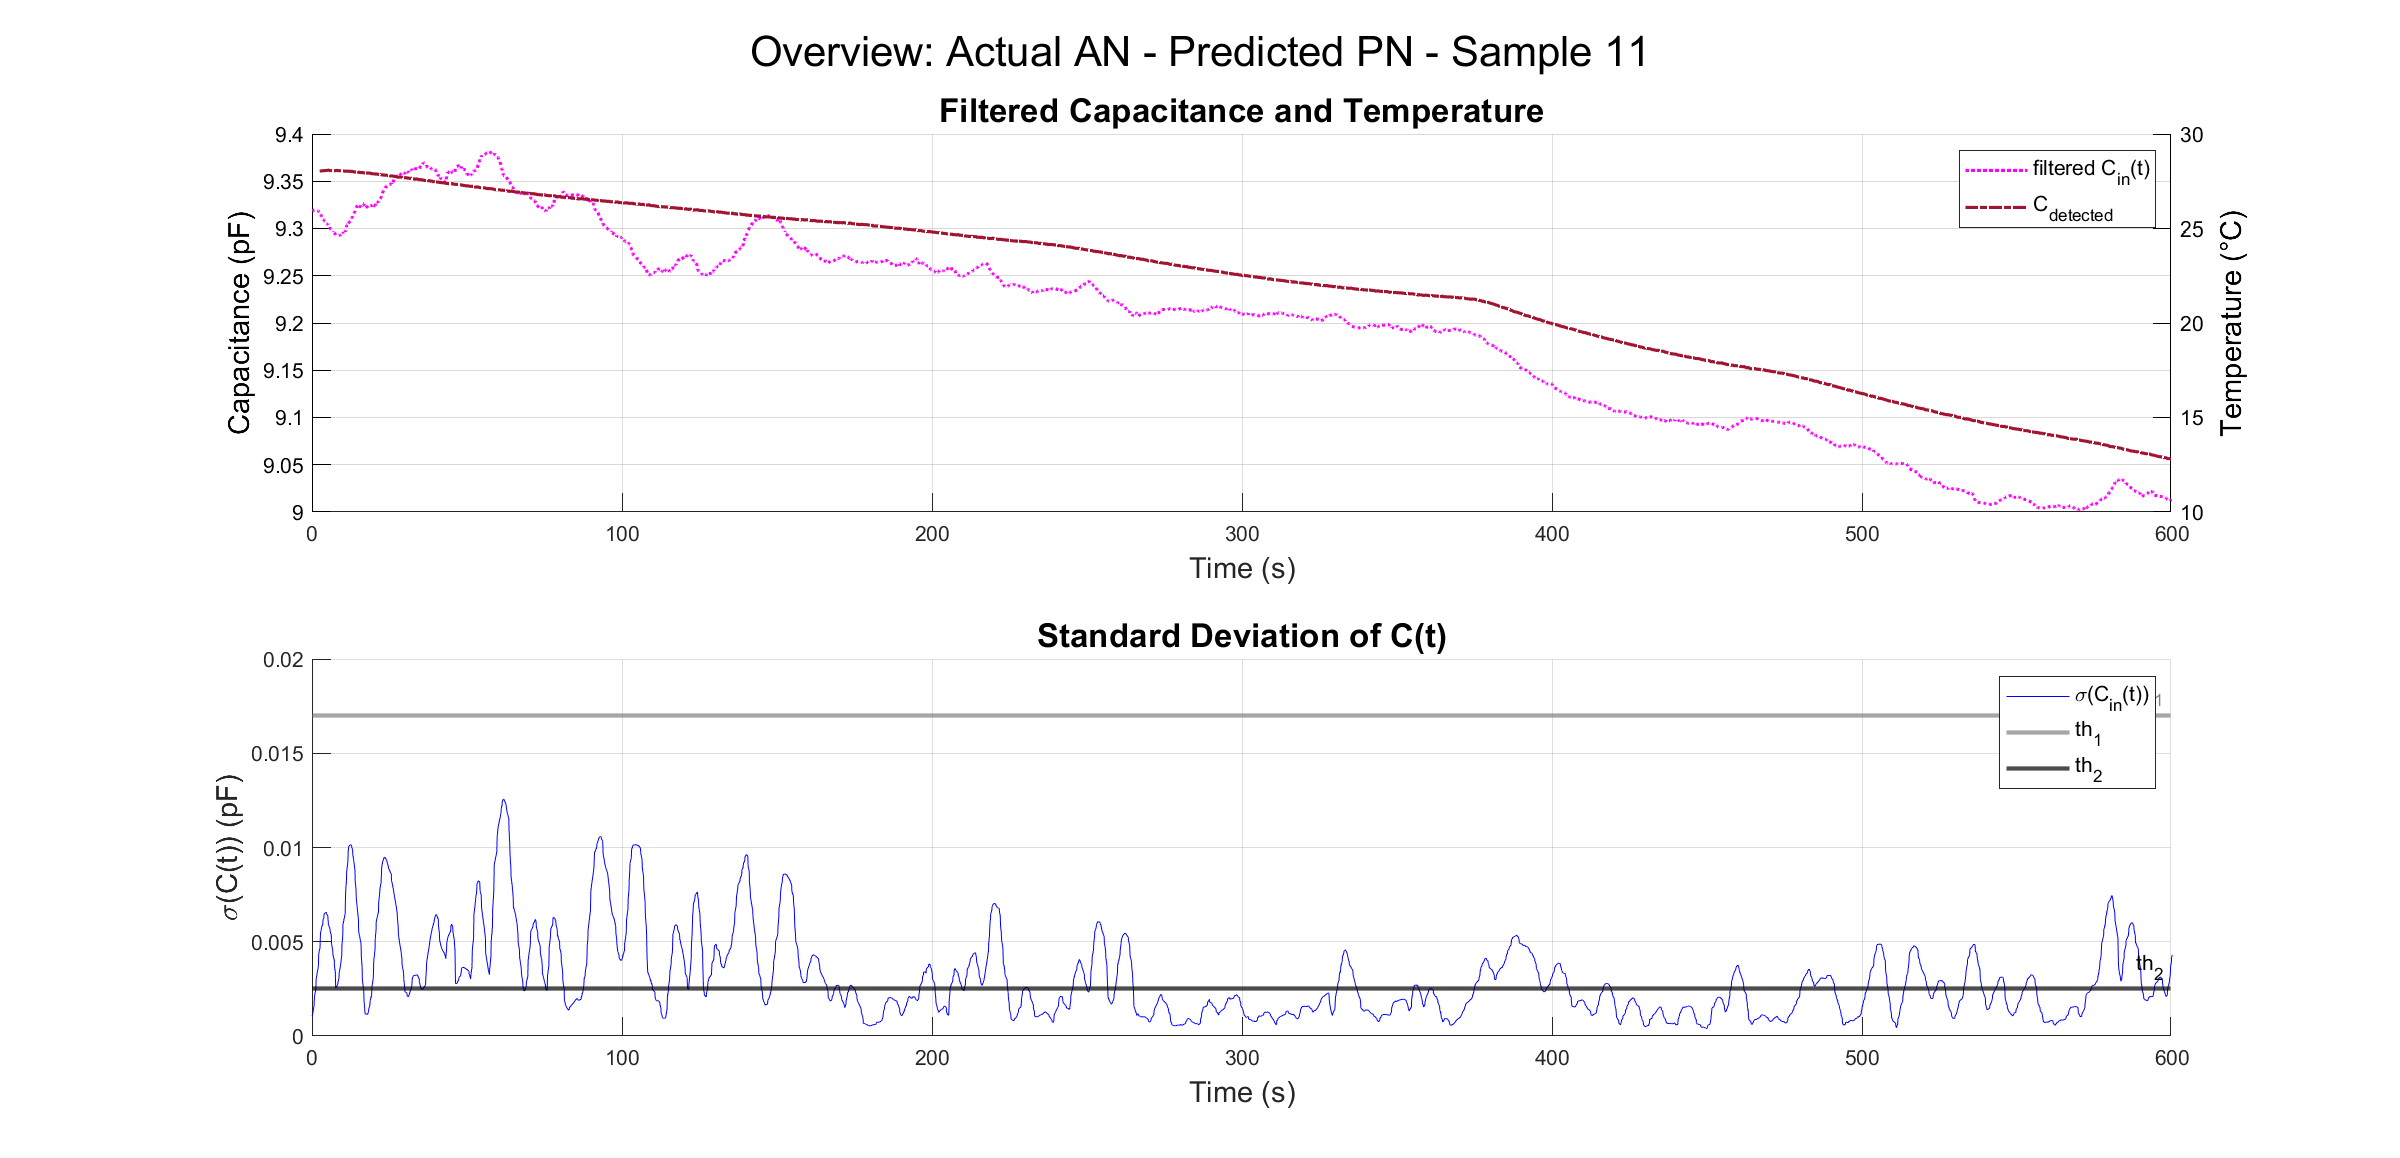 Overview: Actual AN - Predicted PN - Sample 11
Filtered Capacitance and Temperature
9.4
9.35
9.3
9.25
9.2
9.15
9.1
9.05
9
Capacitance (pF)
30
25
20
15
10
Temperature (°C)
filtered C_in(t)
C_detected
0 100 200 300 400 500 600
Time (s)
Standard Deviation of C(t)
0.02
0.015
0.01
0.005
0
σ(C(t)) (pF)
σ(C_in(t))
th_1
th_2
1
th_2
0 100 200 300 400 500 600
Time (s)